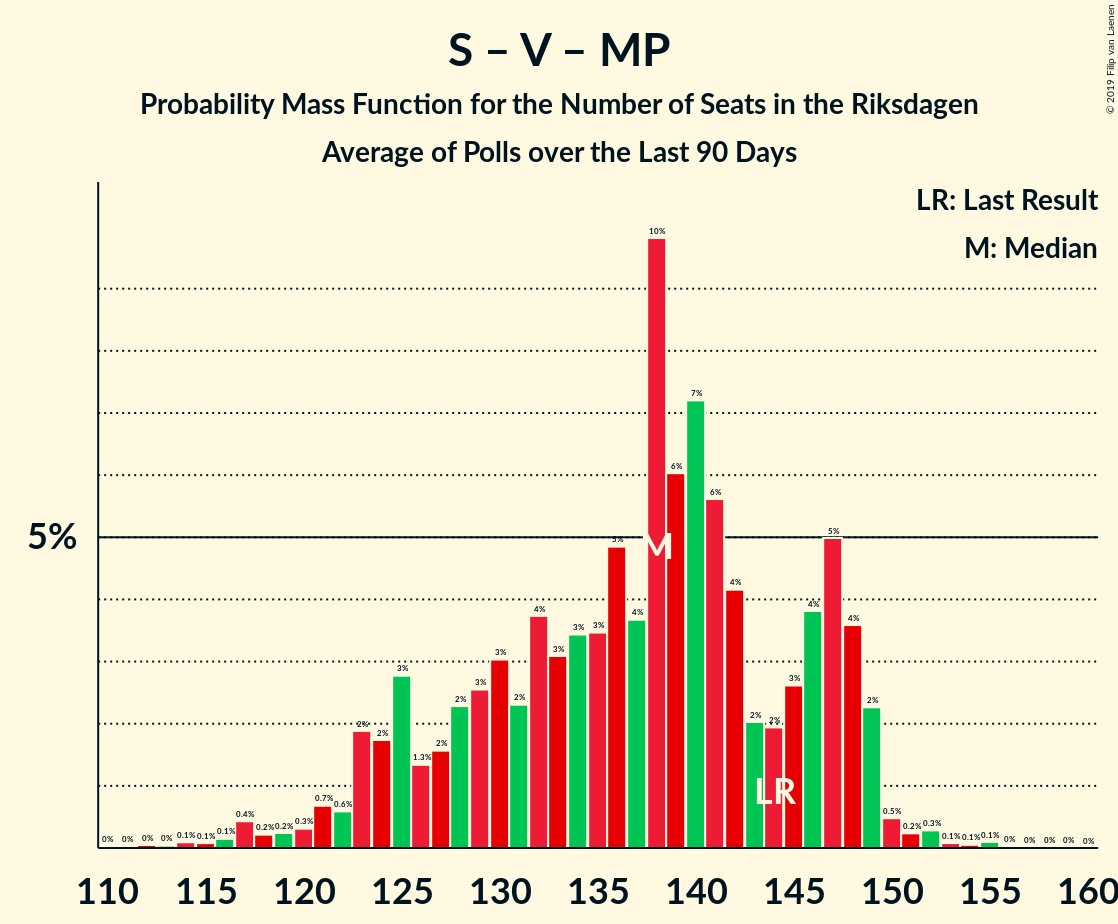 S – V – MP
Probability Mass Function for the Number of Seats in the Riksdagen
Average of Polls over the Last 90 Days
© 2019 Filip van Laenen
LR: Last Result
M: Median
5%
0% 0% 0% 0% 0.1% 0.1% 0.1% 0.4% 0.2% 0.2% 0.3% 0.7% 0.6% 2% 2% 3% 1.3% 2% 2% 3% 3% 2% 4% 3% 3% 3% 5% 4% 10% 6% 7% 6% 4% 2% 2% 3% 4% 5% 4% 2% 0.5% 0.2% 0.3% 0.1% 0.1% 0.1% 0% 0% 0% 0% 0%
M
LR
110 115 120 125 130 135 140 145 150 155 160